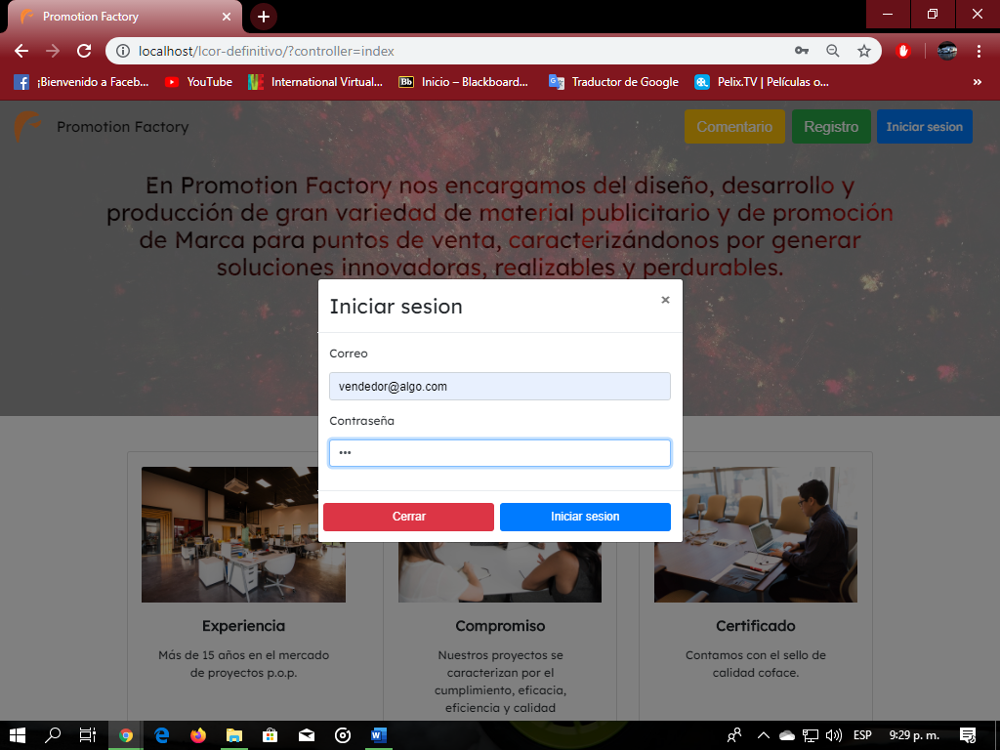 Promotion Factory
localhost/lcor-definitivo/?controller=index
¡Bienvenido a Faceb...
YouTube
International Virtual...
Bb
Inicio – Blackboard...
Traductor de Google
Pelix.TV | Películas o...
»
Promotion Factory
Comentario
Registro
Iniciar sesion
En Promotion Factory nos encargamos del diseño, desarrollo y
producción de gran variedad de material publicitario y de promoción
de Marca para puntos de venta, caracterizándonos por generar
soluciones innovadoras, realizables y perdurables.
Iniciar sesion
×
Correo
vendedor@algo.com
Contraseña
•••
Cerrar
Iniciar sesion
Experiencia
Más de 15 años en el mercado
de proyectos p.o.p.
Compromiso
Nuestros proyectos se
caracterizan por el
cumplimiento, eficacia,
eficiencia y calidad
Certificado
Contamos con el sello de
calidad coface.
ESP
9:29 p. m.